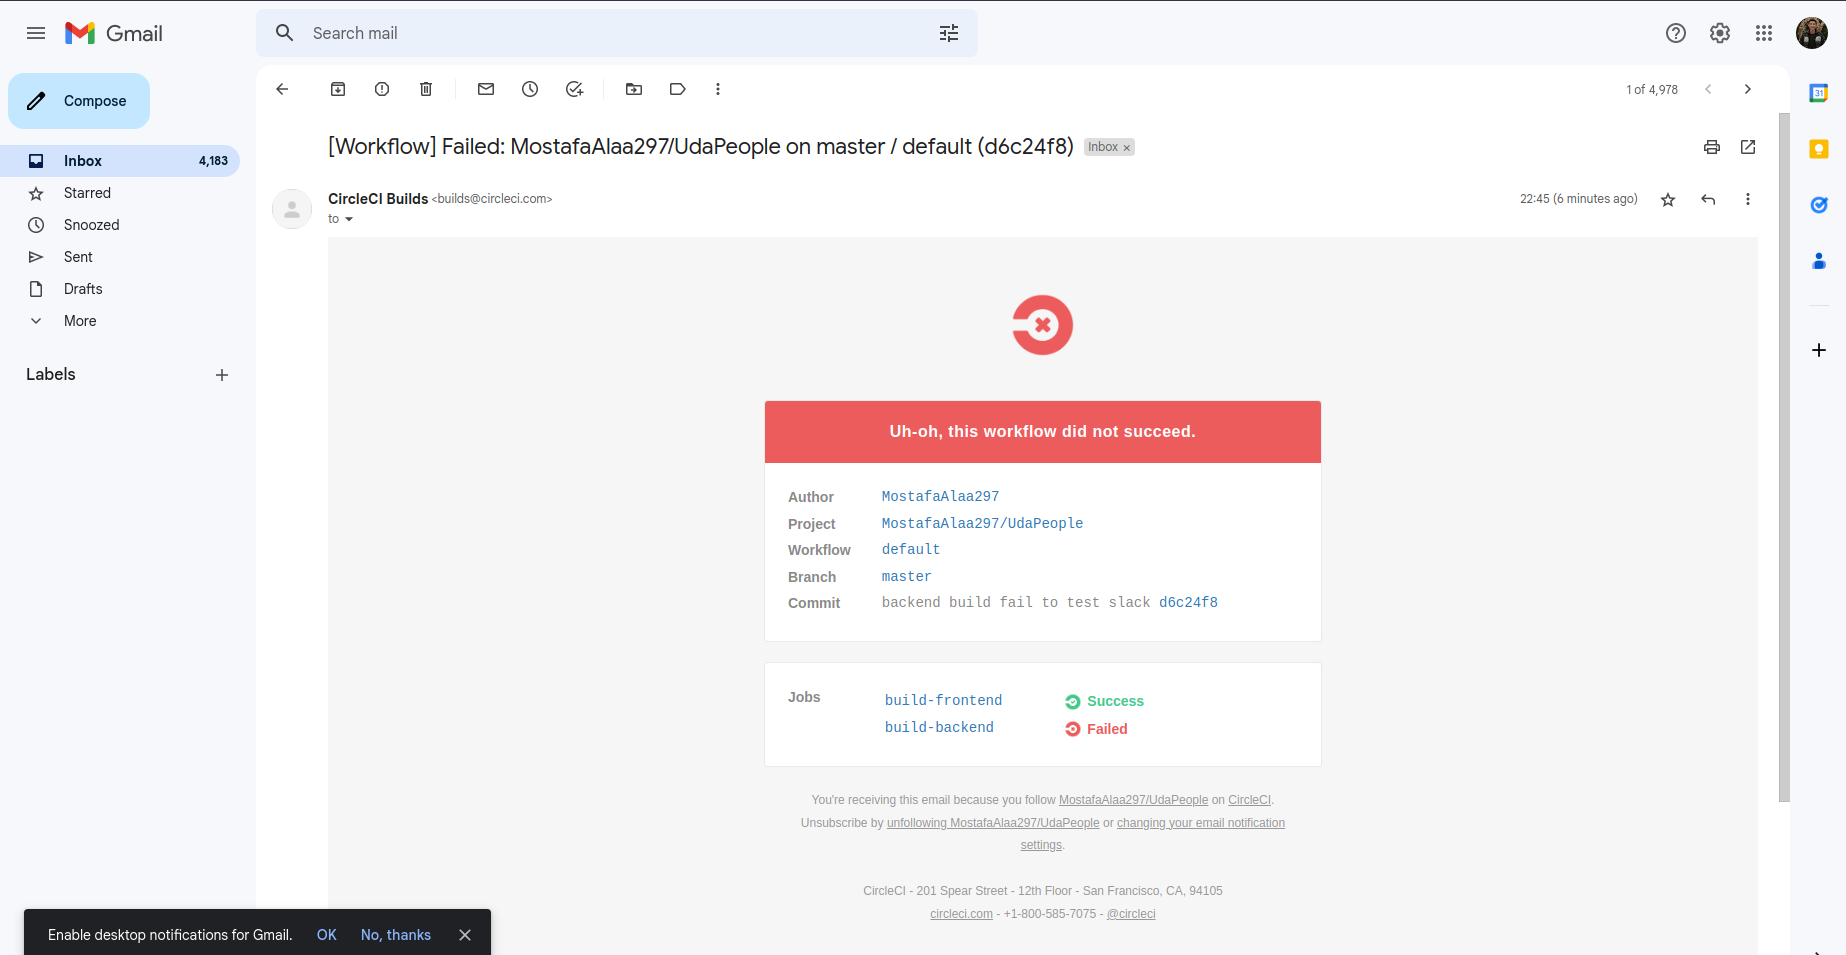 Gmail
Search mail
Compose
Inbox 4,183
Starred
Snoozed
Sent
Drafts
More
Labels
1 of 4,978
[Workflow] Failed: MostafaAlaa297/UdaPeople on master / default (d6c24f8) Inbox ×
CircleCI Builds <builds@circleci.com> 22:45 (6 minutes ago)
to
Uh-oh, this workflow did not succeed.
Author MostafaAlaa297
Project MostafaAlaa297/UdaPeople
Workflow default
Branch master
Commit backend build fail to test slack d6c24f8
Jobs build-frontend Success
build-backend Failed
You're receiving this email because you follow MostafaAlaa297/UdaPeople on CircleCI.
Unsubscribe by unfollowing MostafaAlaa297/UdaPeople or changing your email notification
settings.
CircleCI - 201 Spear Street - 12th Floor - San Francisco, CA, 94105
circleci.com - +1-800-585-7075 - @circleci
Enable desktop notifications for Gmail. OK No, thanks
31